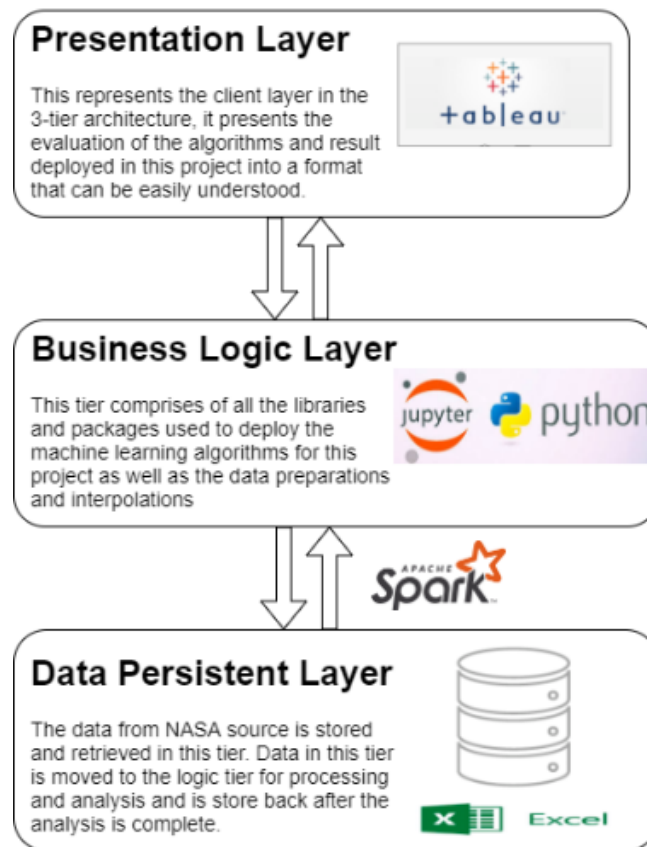 Presentation Layer
This represents the client layer in the
3-tier architecture, it presents the
evaluation of the algorithms and result
deployed in this project into a format
that can be easily understood.
+ableau
Business Logic Layer
This tier comprises of all the libraries
and packages used to deploy the
machine learning algorithms for this
project as well as the data preparations
and interpolations
jupyter
python
APACHE
Spark
Data Persistent Layer
The data from NASA source is stored
and retrieved in this tier. Data in this tier
is moved to the logic tier for processing
and analysis and is store back after the
analysis is complete.
X
Excel